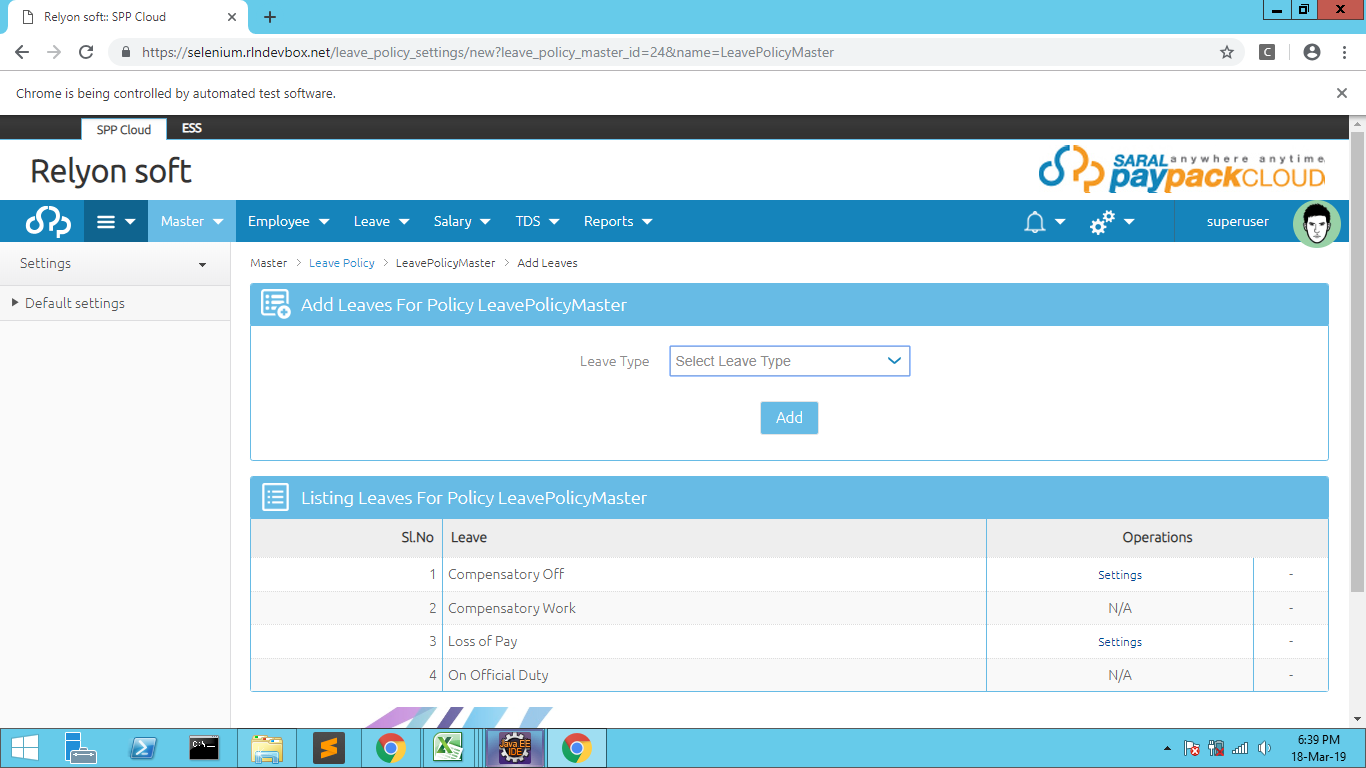 Relyon soft:: SPP Cloud
https://selenium.rlndevbox.net/leave_policy_settings/new?leave_policy_master_id=24&name=LeavePolicyMaster
C
Chrome is being controlled by automated test software.
SPP Cloud ESS
Relyon soft
SARAL anywhere anytime
paypackCLOUD
Master Employee Leave Salary TDS Reports superuser
Settings
Master > Leave Policy > LeavePolicyMaster > Add Leaves
Default settings
Add Leaves For Policy LeavePolicyMaster
Leave Type Select Leave Type
Add
Listing Leaves For Policy LeavePolicyMaster
Sl.No Leave Operations
1 Compensatory Off Settings -
2 Compensatory Work N/A -
3 Loss of Pay Settings -
4 On Official Duty N/A -
C:\_
Java EE
IDE
6:39 PM
18-Mar-19